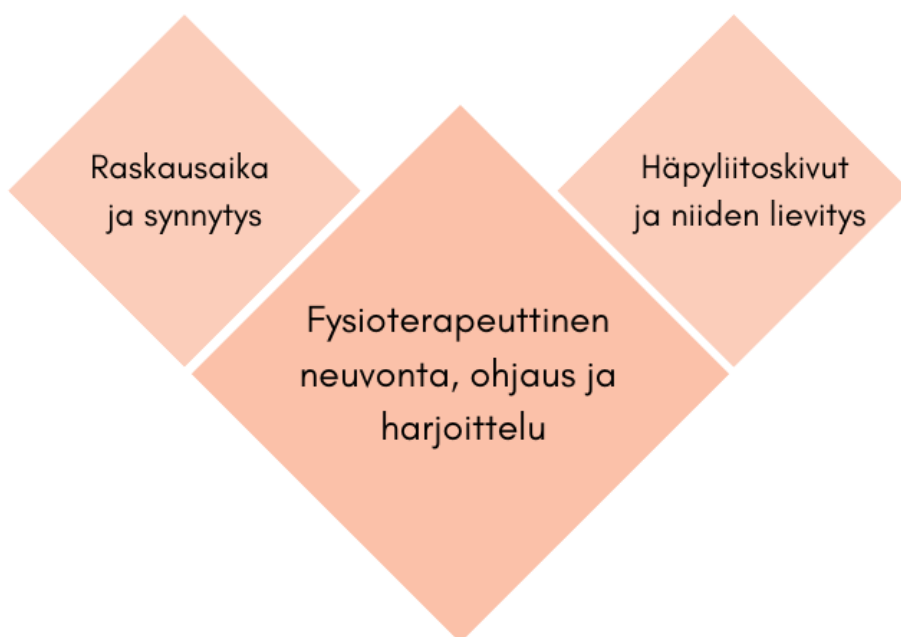 Raskausaika
ja synnytys
Häpyliitoskivut
ja niiden lievitys
Fysioterapeuttinen
neuvonta, ohjaus ja
harjoittelu